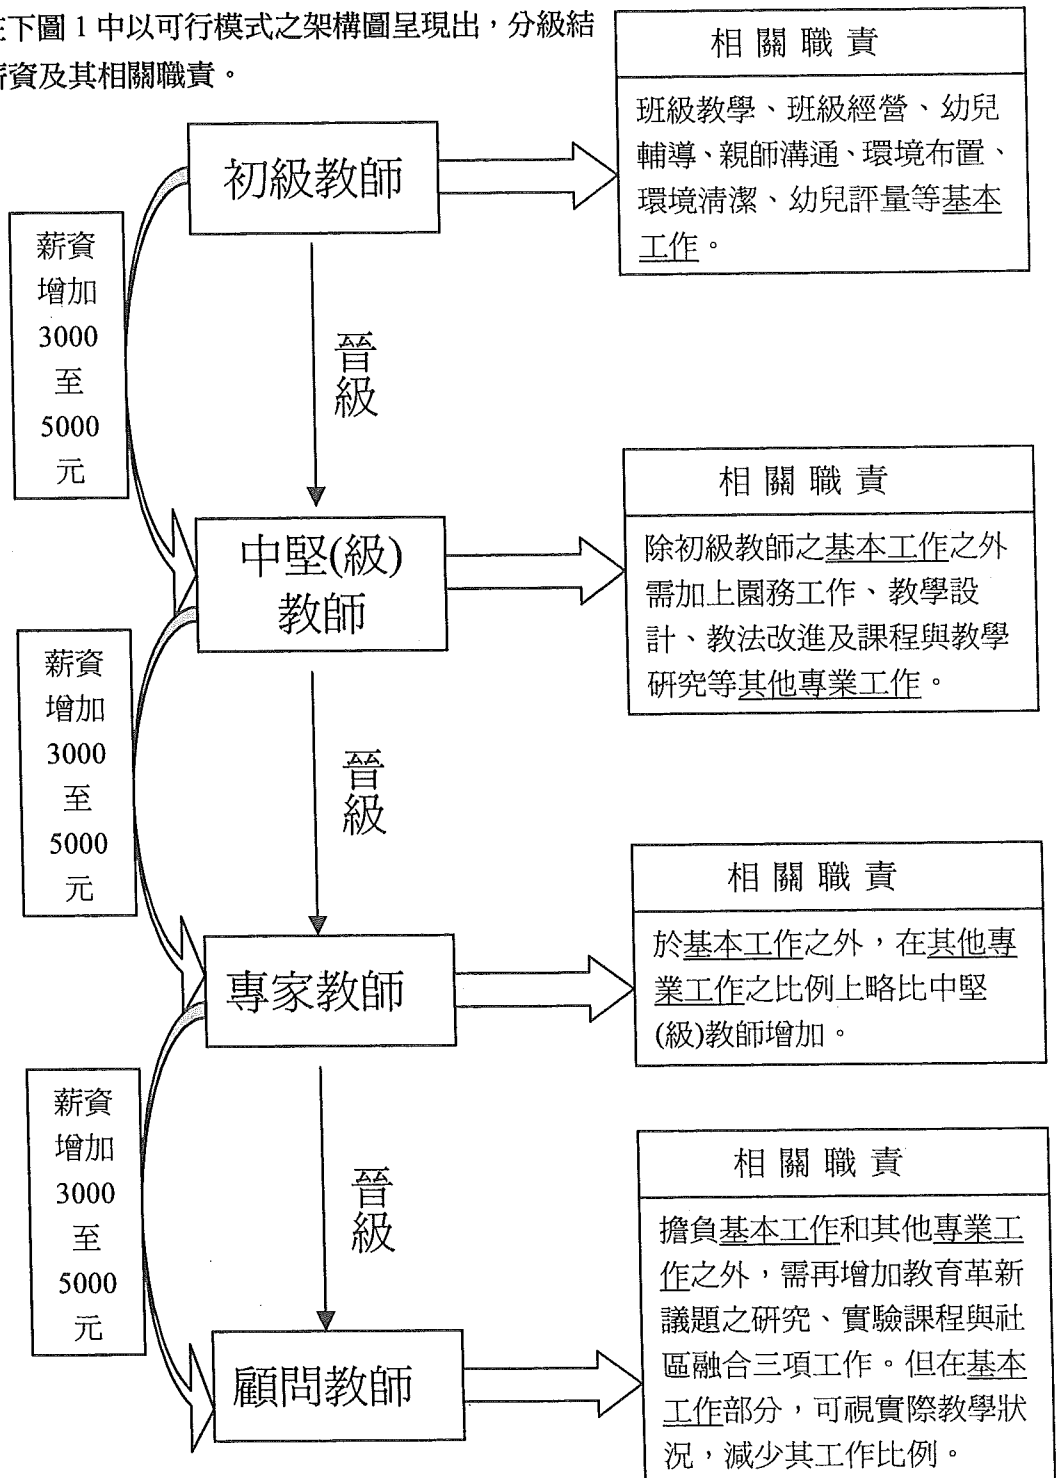 在下圖 1 中以可行模式之架構圖呈現出，分級結
薪資及其相關職責。
相關職責
班級教學、班級經營、幼兒
輔導、親師溝通、環境布置、
環境清潔、幼兒評量等基本
工作。
初級教師
薪資
增加
3000
至
5000
元
晉級
相關職責
除初級教師之基本工作之外
需加上園務工作、教學設
計、教法改進及課程與教學
研究等其他專業工作。
中堅(級)
教師
薪資
增加
3000
至
5000
元
晉級
相關職責
於基本工作之外，在其他專
業工作之比例上略比中堅
(級)教師增加。
專家教師
薪資
增加
3000
至
5000
元
晉級
相關職責
擔負基本工作和其他專業工
作之外，需再增加教育革新
議題之研究、實驗課程與社
區融合三項工作。但在基本
工作部分，可視實際教學狀
況，減少其工作比例。
顧問教師